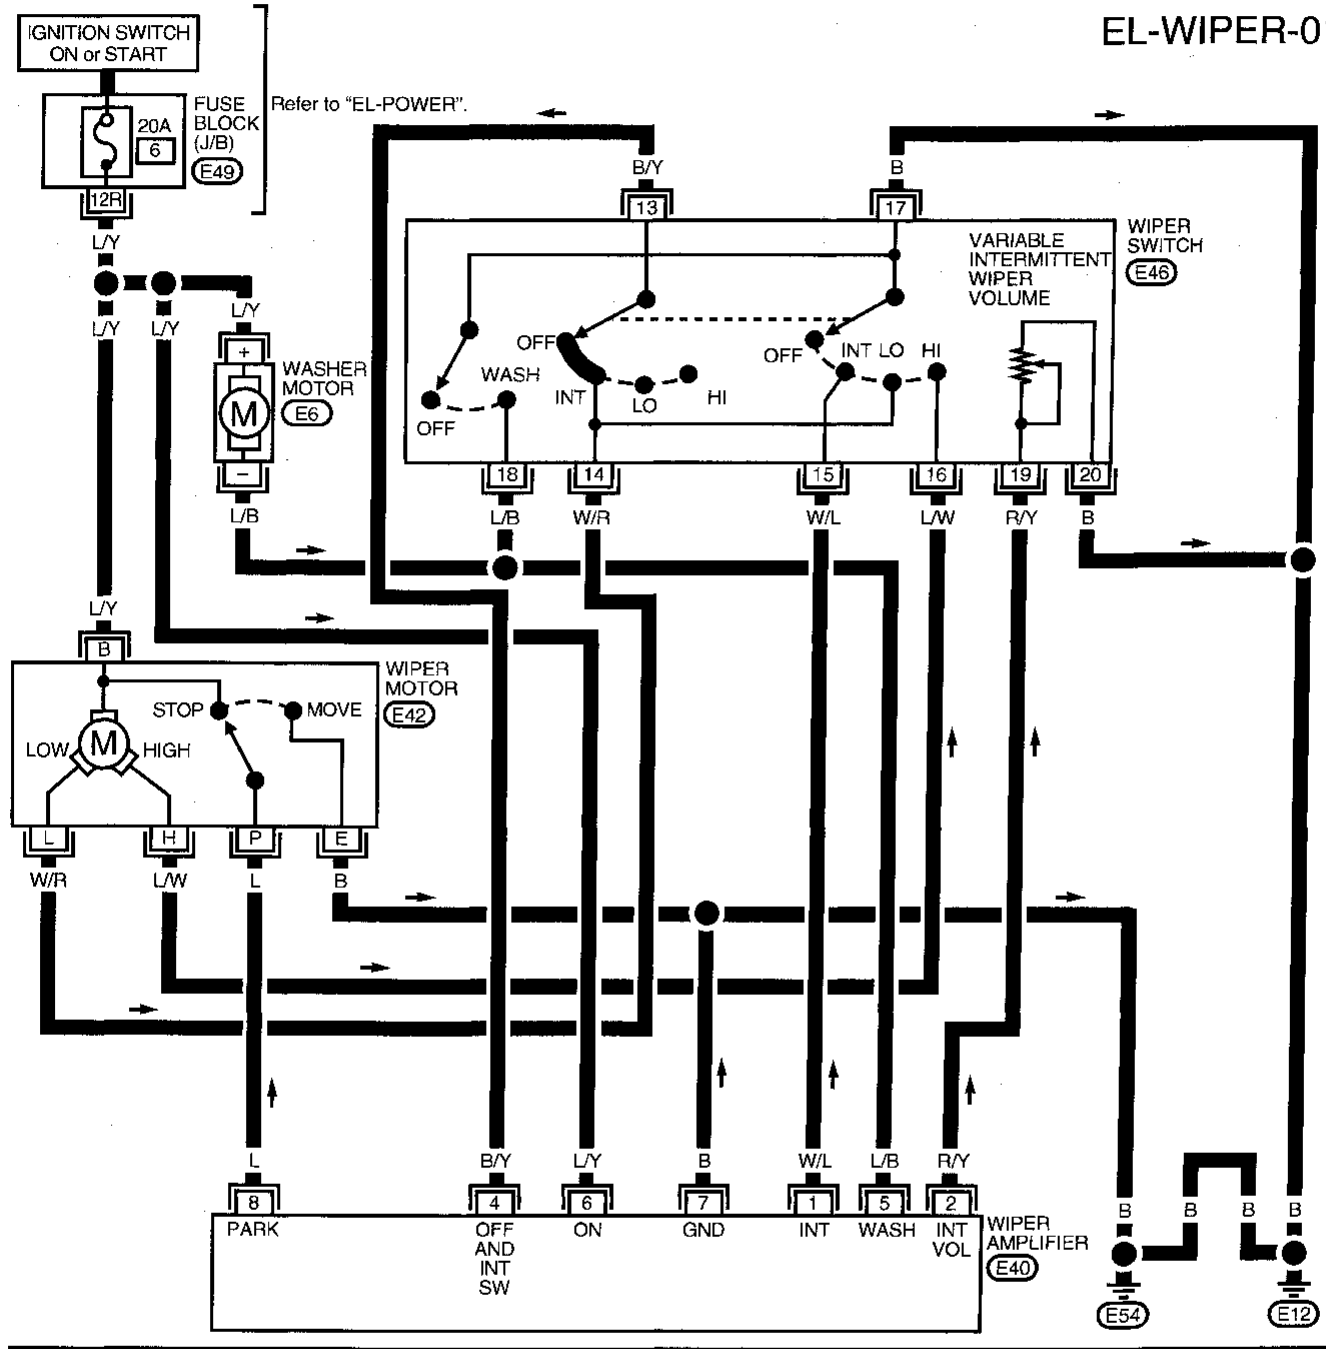 EL-WIPER-0
IGNITION SWITCH
ON or START
FUSE
BLOCK
(J/B)
E49
Refer to "EL-POWER".
20A
6
12R
L/Y
L/Y
L/Y
L/Y
B/Y
13
B
17
WIPER
SWITCH
E46
VARIABLE
INTERMITTENT
WIPER
VOLUME
+
M
−
WASHER
MOTOR
E6
OFF
WASH
OFF
INT
LO
HI
OFF
INT
LO
HI
18
14
15
16
19
20
L/B
L/B
W/R
W/L
L/W
R/Y
B
L/Y
B
WIPER
MOTOR
E42
STOP
MOVE
LOW
M
HIGH
L
H
P
E
W/R
L/W
L
B
L
B/Y
L/Y
B
W/L
L/B
R/Y
8
4
6
7
1
5
2
PARK
OFF
AND
INT
SW
ON
GND
INT
WASH
INT
VOL
WIPER
AMPLIFIER
E40
B
B
B
B
E54
E12